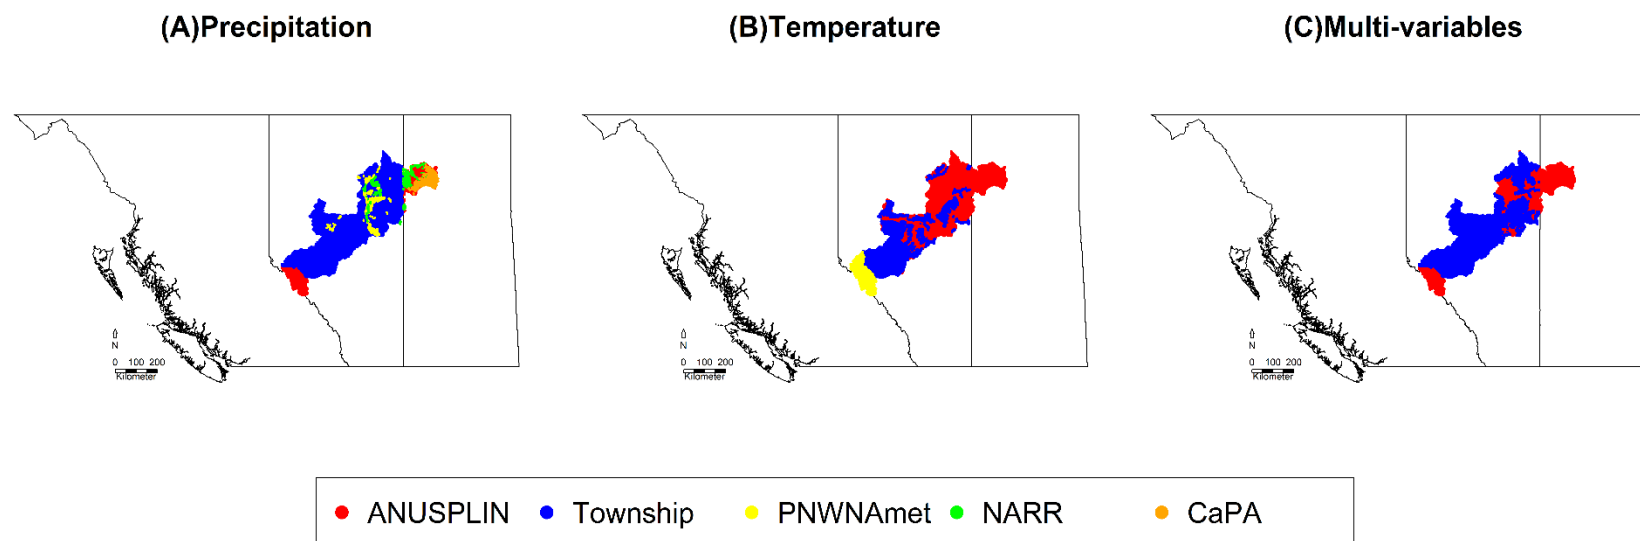 (A)Precipitation (B)Temperature (C)Multi-variables
N N N
0 100 200 0 100 200 0 100 200
Kilometer Kilometer Kilometer
ANUSPLIN Township PNWNAmet NARR CaPA